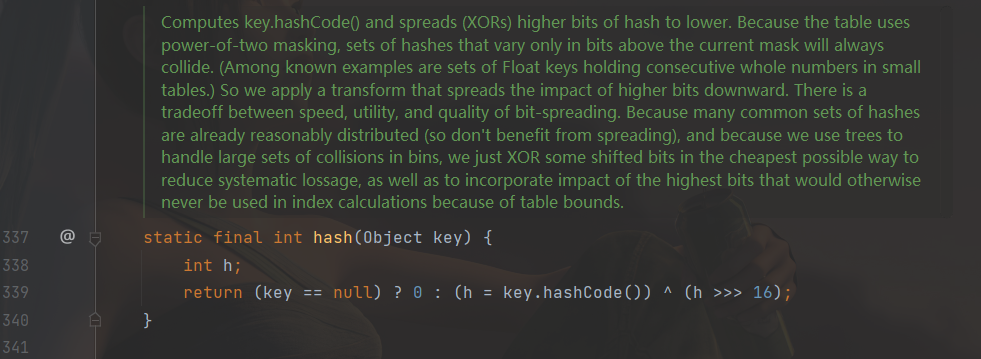 Computes key.hashCode() and spreads (XORs) higher bits of hash to lower. Because the table uses
power-of-two masking, sets of hashes that vary only in bits above the current mask will always
collide. (Among known examples are sets of Float keys holding consecutive whole numbers in small
tables.) So we apply a transform that spreads the impact of higher bits downward. There is a
tradeoff between speed, utility, and quality of bit-spreading. Because many common sets of hashes
are already reasonably distributed (so don't benefit from spreading), and because we use trees to
handle large sets of collisions in bins, we just XOR some shifted bits in the cheapest possible way to
reduce systematic lossage, as well as to incorporate impact of the highest bits that would otherwise
never be used in index calculations because of table bounds.
337 @ static final int hash(Object key) {
338 int h;
339 return (key == null) ? 0 : (h = key.hashCode()) ^ (h >>> 16);
340 }
341